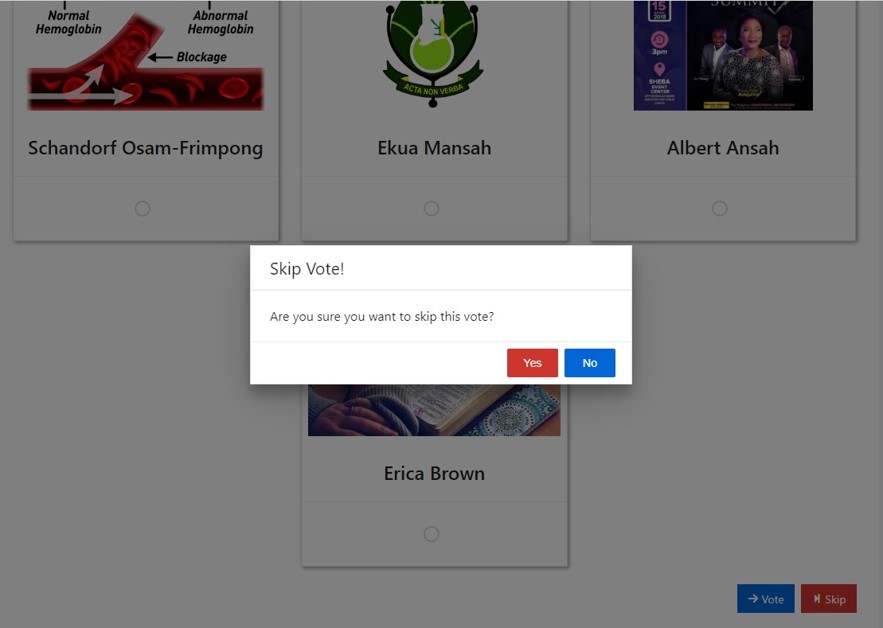 Normal
Hemoglobin
Abnormal
Hemoglobin
Blockage
ACTA NON VERBA
15
2019
3pm
SHEBA
EVENT
CENTER
SUMMIT
Schandorf Osam-Frimpong
Ekua Mansah
Albert Ansah
Skip Vote!
Are you sure you want to skip this vote?
Yes
No
Erica Brown
Vote
Skip